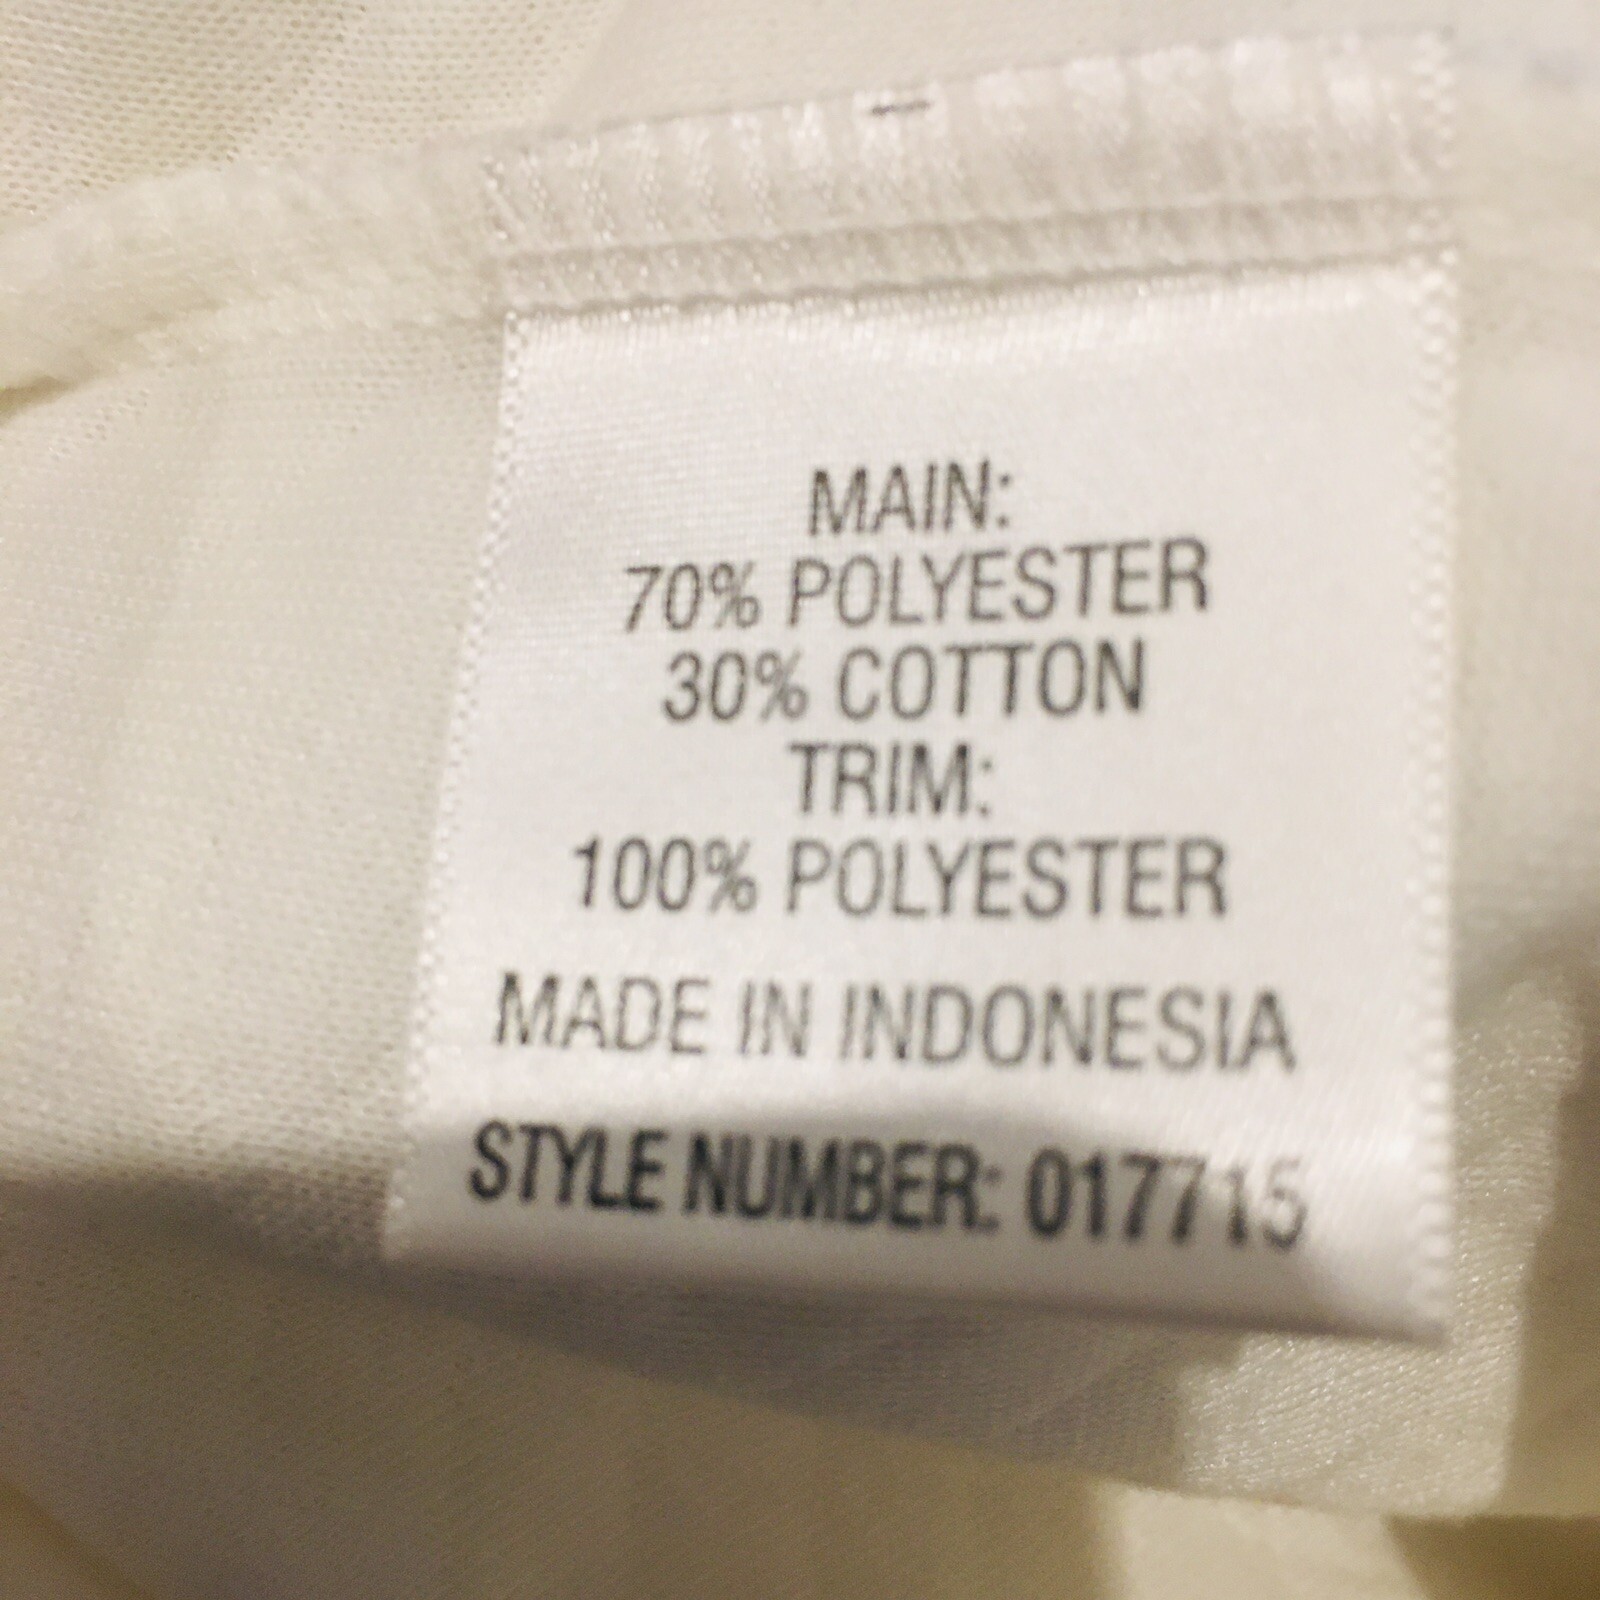 MAIN:
70% POLYESTER
30% COTTON
TRIM:
100% POLYESTER
MADE IN INDONESIA
STYLE NUMBER: 017715